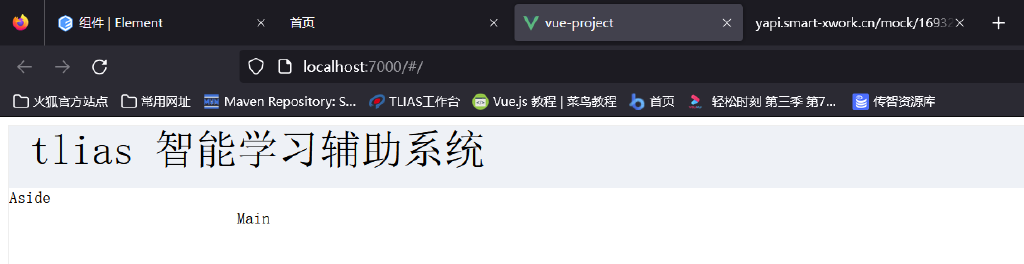 组件 | Element
首页
vue-project
yapi.smart-xwork.cn/mock/16932
localhost:7000/#/
火狐官方站点 常用网址 Maven Repository: S... TLIAS工作台 Vue.js 教程 | 菜鸟教程 首页 轻松时刻 第三季 第7... 传智资源库
tlias 智能学习辅助系统
Aside
Main